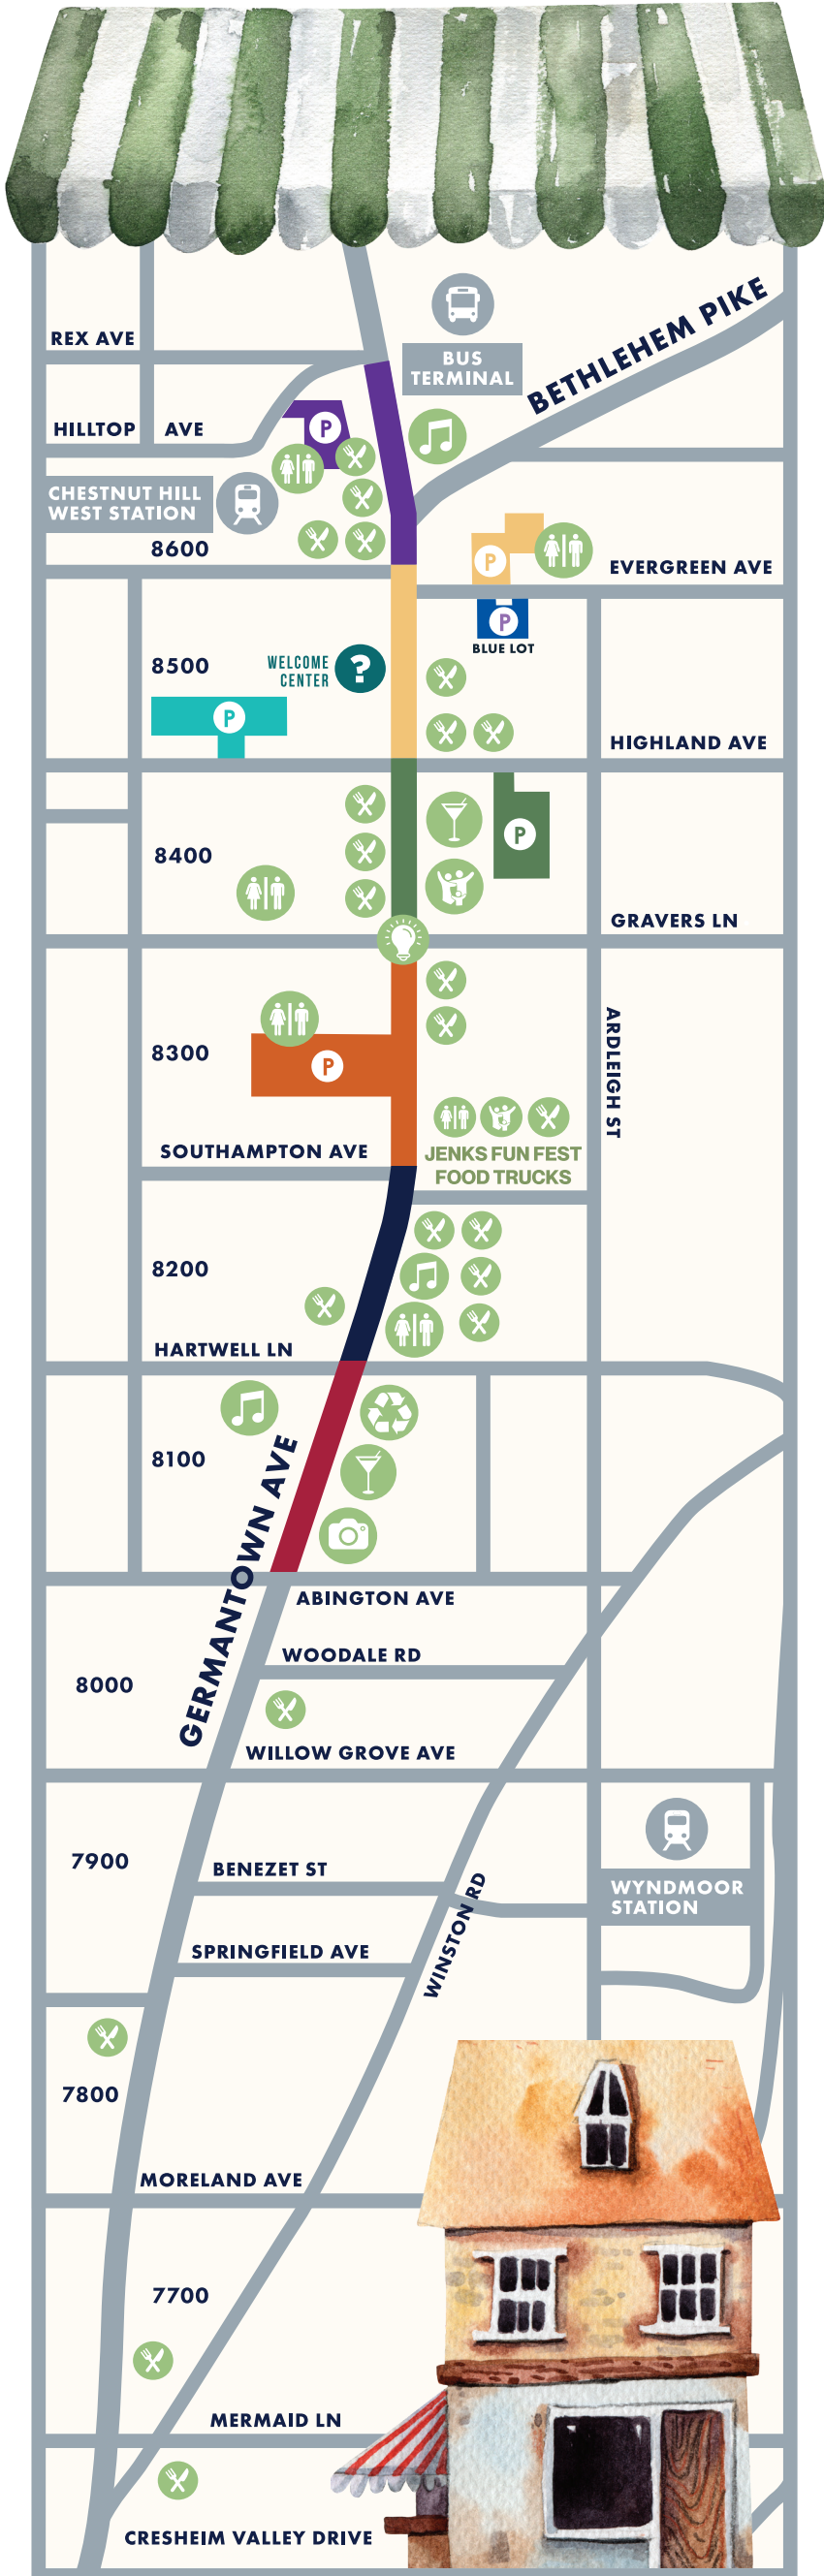 BETHLEHEM PIKE
REX AVE
BUS
TERMINAL
HILLTOP AVE
P
CHESTNUT HILL
WEST STATION
8600
P
EVERGREEN AVE
P
BLUE LOT
8500
WELCOME
CENTER
?
P
HIGHLAND AVE
P
8400
GRAVERS LN
ARDLEIGH ST
8300
P
SOUTHAMPTON AVE
JENKS FUN FEST
FOOD TRUCKS
8200
HARTWELL LN
8100
GERMANTOWN AVE
ABINGTON AVE
WOODALE RD
8000
WILLOW GROVE AVE
7900
BENEZET ST
WYNDMOOR
STATION
WINSTON RD
SPRINGFIELD AVE
7800
MORELAND AVE
7700
MERMAID LN
CRESHEIM VALLEY DRIVE